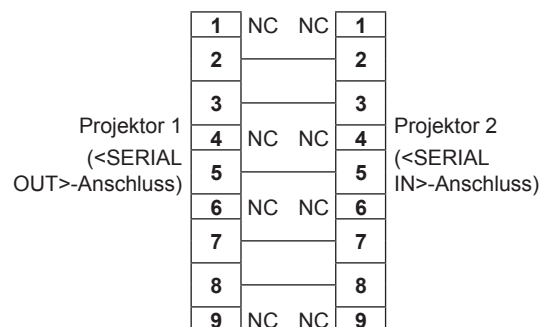 1 NC NC 1
2 2
3 3
Projektor 1
(<SERIAL
OUT>-Anschluss)
4 NC NC 4
Projektor 2
(<SERIAL
IN>-Anschluss)
5 5
6 NC NC 6
7 7
8 8
9 NC NC 9